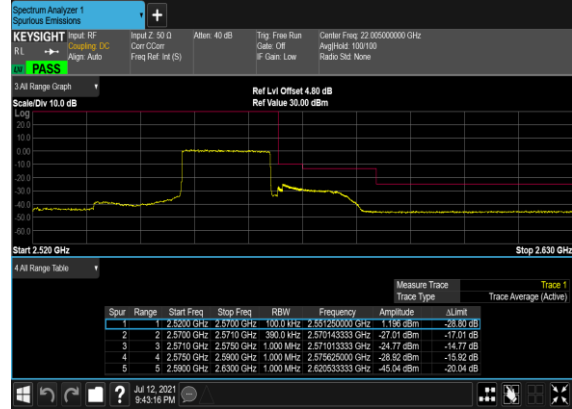 Spectrum Analyzer 1
Spurious Emissions
+
KEYSIGHT Input: RF Input Z: 50 Ω Atten: 40 dB Trig: Free Run Center Freq: 22.005000000 GHz
RL Coupling: DC Corr CCorr Gate: Off Avg|Hold: 100/100
Align: Auto Freq Ref: Int (S) IF Gain: Low Radio Std: None
PASS
3 All Range Graph
Ref Lvl Offset 4.80 dB
Scale/Div 10.0 dB Ref Value 30.00 dBm
Log
20.0
10.0
0.00
-10.0
-20.0
-30.0
-40.0
-50.0
-60.0
Start 2.520 GHz Stop 2.630 GHz
4 All Range Table
Measure Trace Trace 1
Trace Type Trace Average (Active)
Spur Range Start Freq Stop Freq RBW Frequency Amplitude ΔLimit
1 1 2.5200 GHz 2.5700 GHz 100.0 kHz 2.551250000 GHz 1.196 dBm -28.80 dB
2 2 2.5700 GHz 2.5710 GHz 390.0 kHz 2.570143333 GHz -27.01 dBm -17.01 dB
3 3 2.5710 GHz 2.5750 GHz 1.000 MHz 2.571013333 GHz -24.77 dBm -14.77 dB
4 4 2.5750 GHz 2.5900 GHz 1.000 MHz 2.575625000 GHz -28.92 dBm -15.92 dB
5 5 2.5900 GHz 2.6300 GHz 1.000 MHz 2.620533333 GHz -45.04 dBm -20.04 dB
? Jul 12, 2021
9:43:16 PM